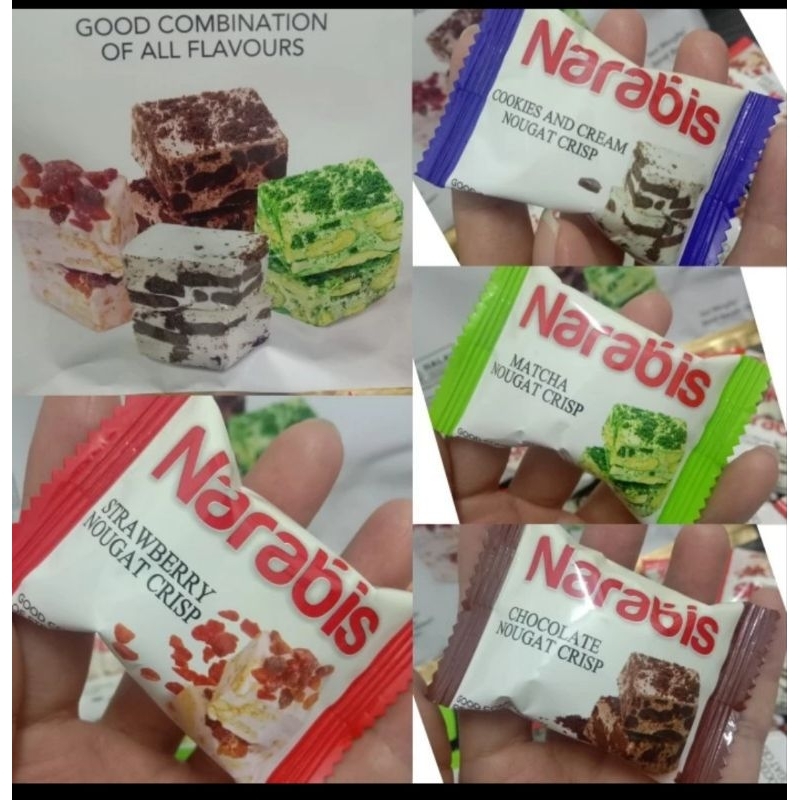 GOOD COMBINATION
OF ALL FLAVOURS
Narabis
COOKIES AND CREAM
NOUGAT CRISP
Narabis
MATCHA
NOUGAT CRISP
Narabis
STRAWBERRY
NOUGAT CRISP
Narabis
CHOCOLATE
NOUGAT CRISP